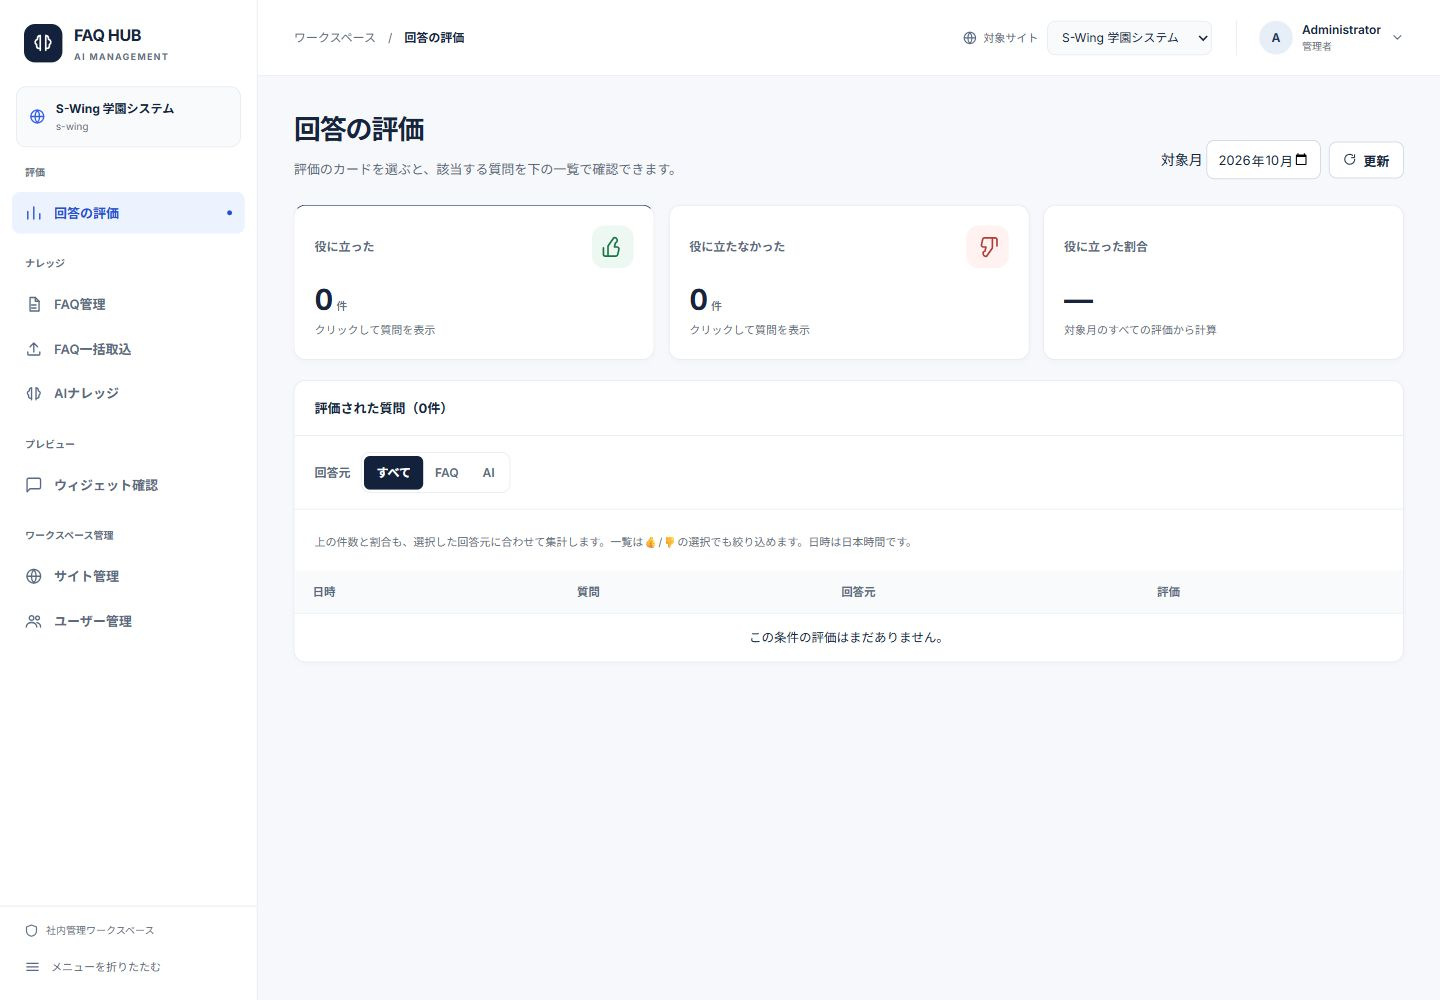 FAQ HUB
AI MANAGEMENT
S-Wing 学園システム
s-wing
評価
回答の評価
ナレッジ
FAQ管理
FAQ一括取込
AIナレッジ
プレビュー
ウィジェット確認
ワークスペース管理
サイト管理
ユーザー管理
社内管理ワークスペース
メニューを折りたたむ
ワークスペース / 回答の評価
対象サイト S-Wing 学園システム
A Administrator
管理者
回答の評価
評価のカードを選ぶと、該当する質問を下の一覧で確認できます。
対象月 2026年10月 更新
役に立った
0 件
クリックして質問を表示
役に立たなかった
0 件
クリックして質問を表示
役に立った割合
—
対象月のすべての評価から計算
評価された質問（0件）
回答元 すべて FAQ AI
上の件数と割合も、選択した回答元に合わせて集計します。一覧は👍/👎の選択でも絞り込めます。日時は日本時間です。
日時 質問 回答元 評価
この条件の評価はまだありません。